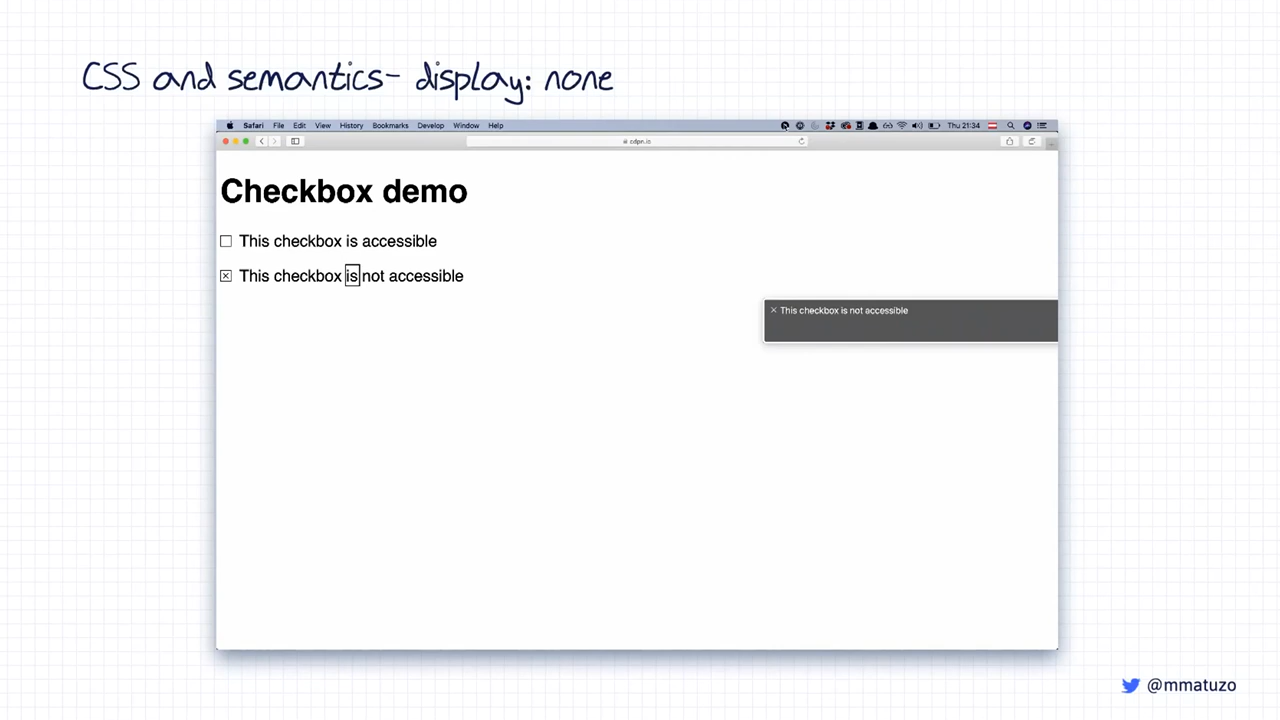 CSS and semantics- display: none
Safari File Edit View History Bookmarks Develop Window Help Thu 21:34
cdpn.io
Checkbox demo
This checkbox is accessible
This checkbox is not accessible
This checkbox is not accessible
@mmatuzo